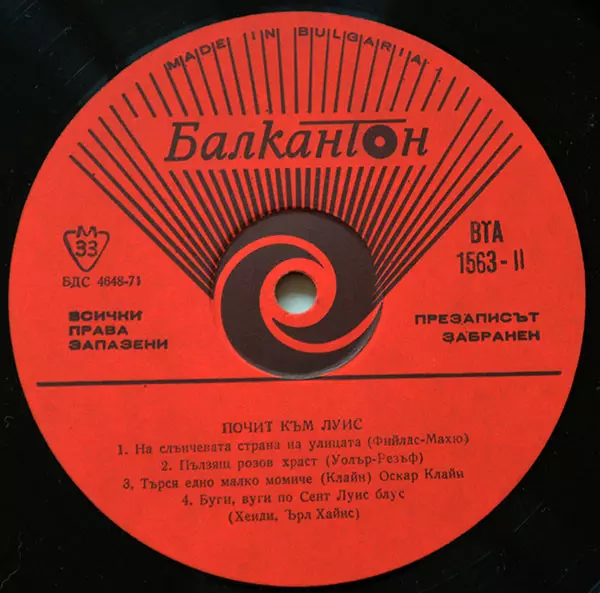 MADE IN BULGARIA
Балкантон
М
33
БДС 4648-71
ВСИЧКИ
ПРАВА
ЗАПАЗЕНИ
ВТА
1563-II
ПРЕЗАПИСЪТ
ЗАБРАНЕН
ПОЧИТ КЪМ ЛУИС
1. На слънчевата страна на улицата (Фийлдс-Махю)
2. Пълзящ розов храст (Уолър-Резъф)
3, Търся едно малко момиче (Клайн) Оскар Клайн
4. Буги, вуги по Сент Луис блус
(Хенди, Ърл Хайнс)